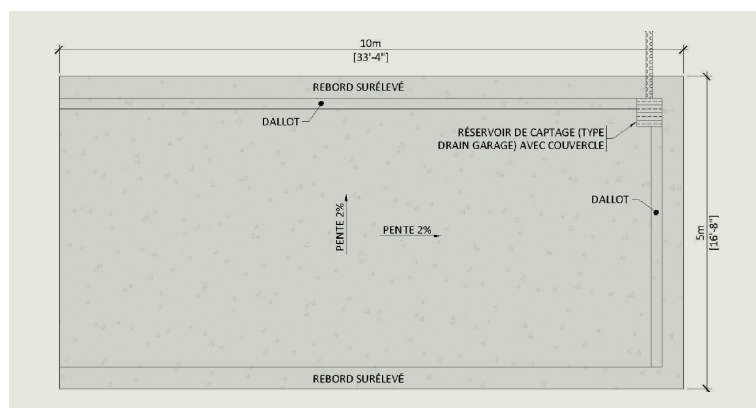 10m
[33'-4"]
REBORD SURÉLEVÉ
DALLOT
RÉSERVOIR DE CAPTAGE (TYPE
DRAIN GARAGE) AVEC COUVERCLE
DALLOT
PENTE 2%
PENTE 2%
5m
[16'-8"]
REBORD SURÉLEVÉ